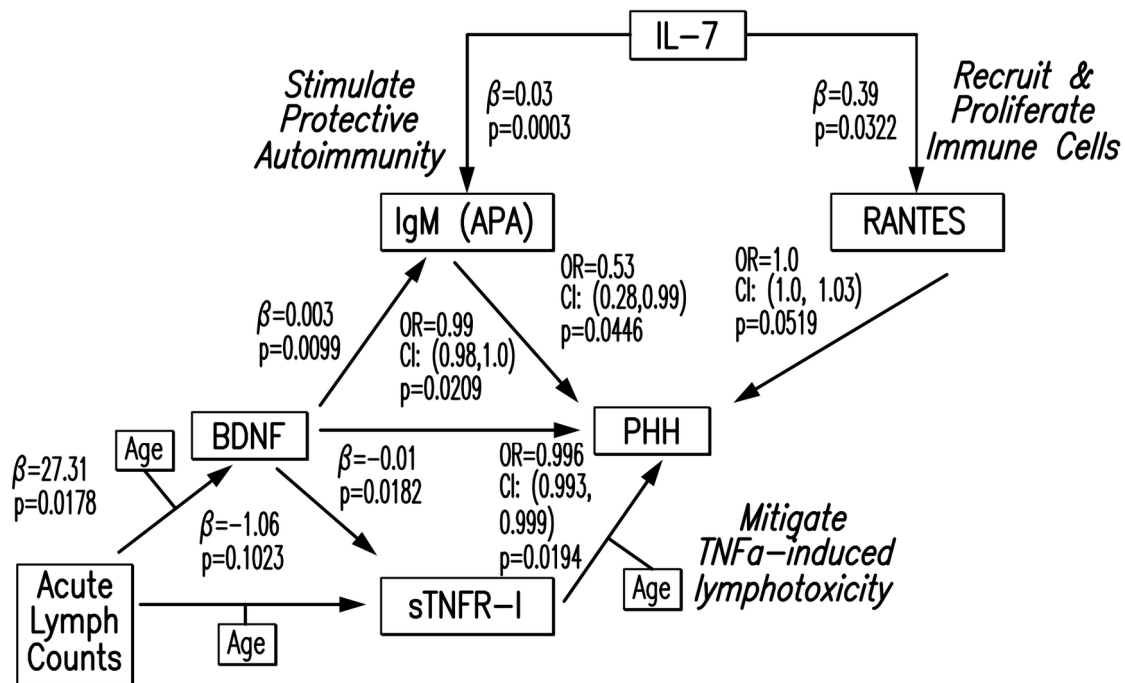 IL-7
Stimulate
Protective
Autoimmunity
β=0.03
p=0.0003
β=0.39
p=0.0322
Recruit &
Proliferate
Immune Cells
IgM (APA)
RANTES
OR=0.53
CI: (0.28,0.99)
p=0.0446
OR=1.0
CI: (1.0, 1.03)
p=0.0519
β=0.003
p=0.0099
OR=0.99
CI: (0.98,1.0)
p=0.0209
BDNF
PHH
Age
β=27.31
p=0.0178
β=-0.01
p=0.0182
OR=0.996
CI: (0.993,
0.999)
p=0.0194
β=-1.06
p=0.1023
Mitigate
TNFa-induced
lymphotoxicity
Acute
Lymph
Counts
Age
sTNFR-I
Age